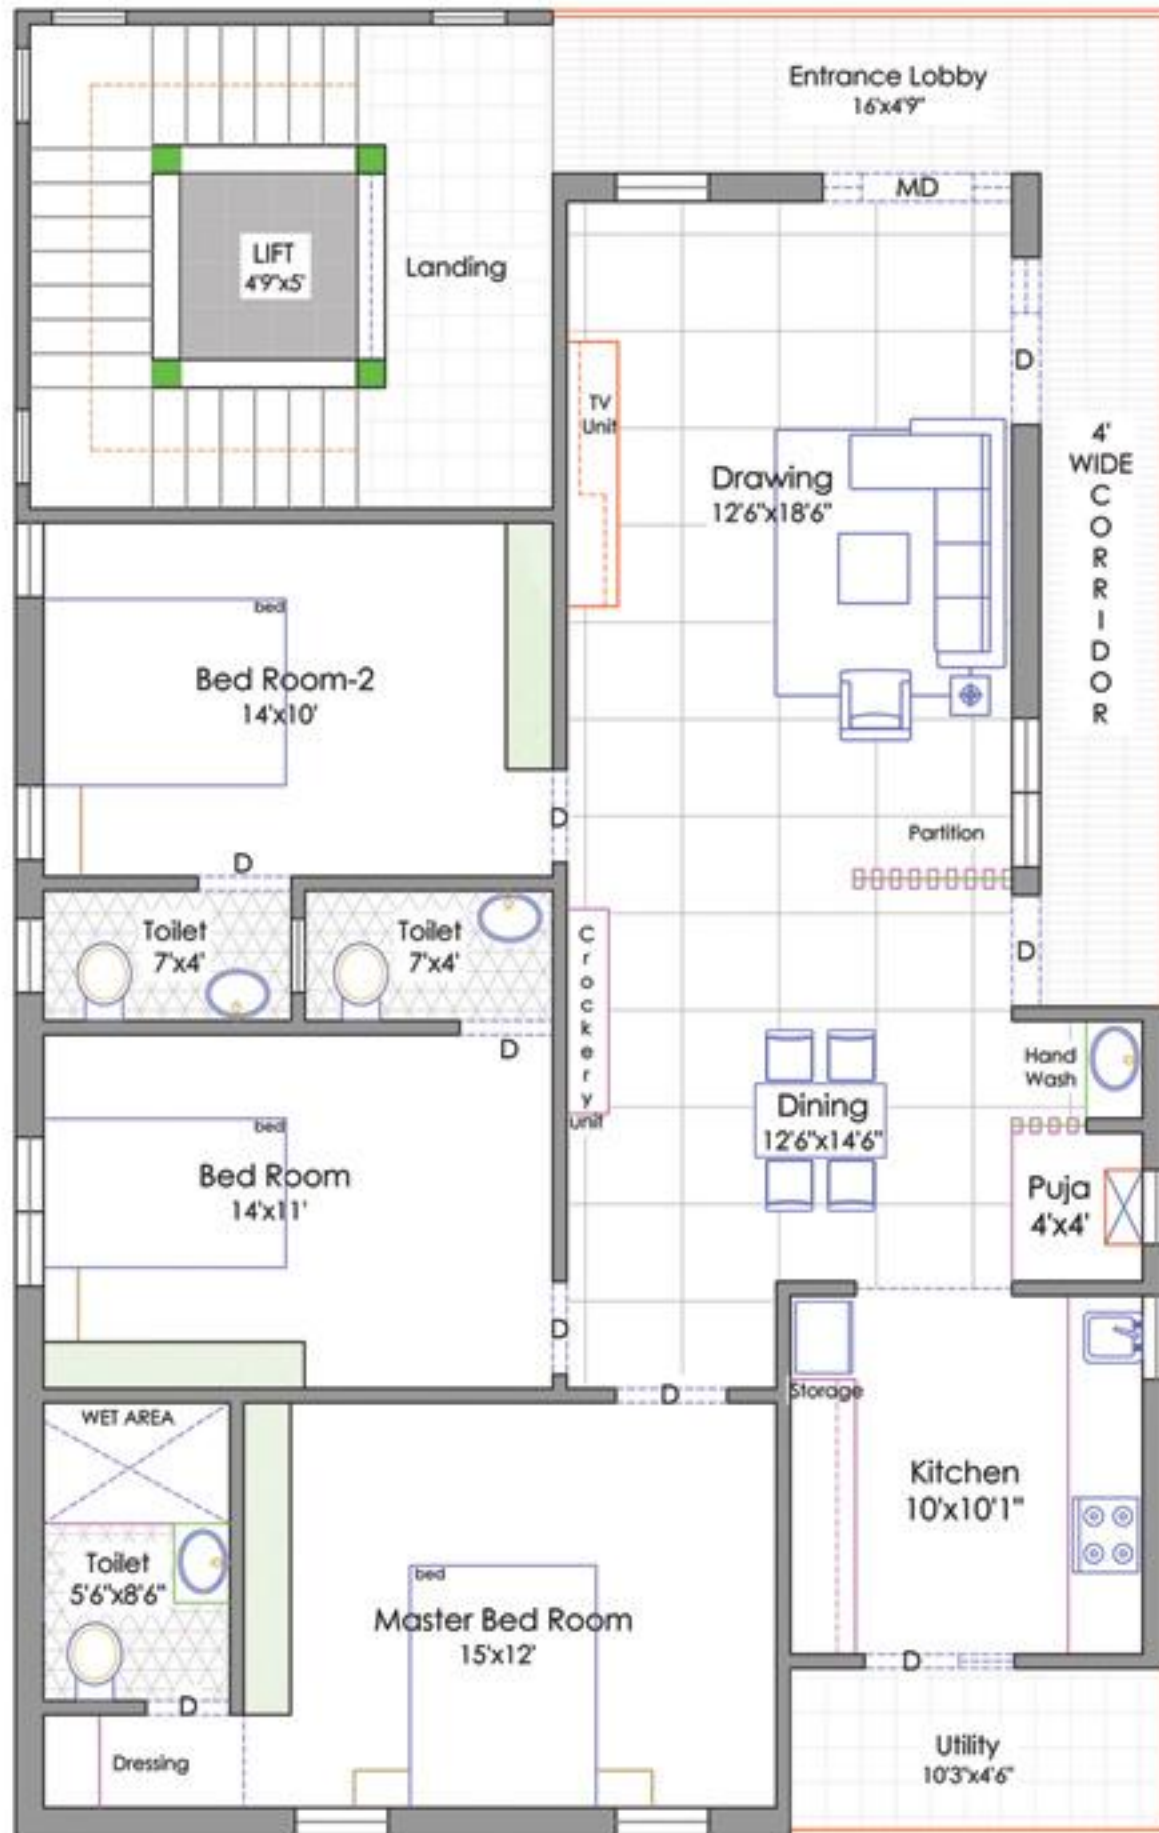 Entrance Lobby
16'x4'9"
MD
LIFT
4'9"x5'
Landing
D
TV
Unit
Drawing
12'6"x18'6"
4'
WIDE
C
O
R
R
I
D
O
R
bed
Bed Room-2
14'x10'
D
Partition
D
Toilet
7'x4'
Toilet
7'x4'
C
r
o
c
k
e
r
y
unit
D
D
Hand
Wash
Dining
12'6"x14'6"
bed
Bed Room
14'x11'
Puja
4'x4'
D
D
Storage
WET AREA
Kitchen
10'x10'1"
Toilet
5'6"x8'6"
bed
Master Bed Room
15'x12'
D
D
Dressing
Utility
10'3"x4'6"